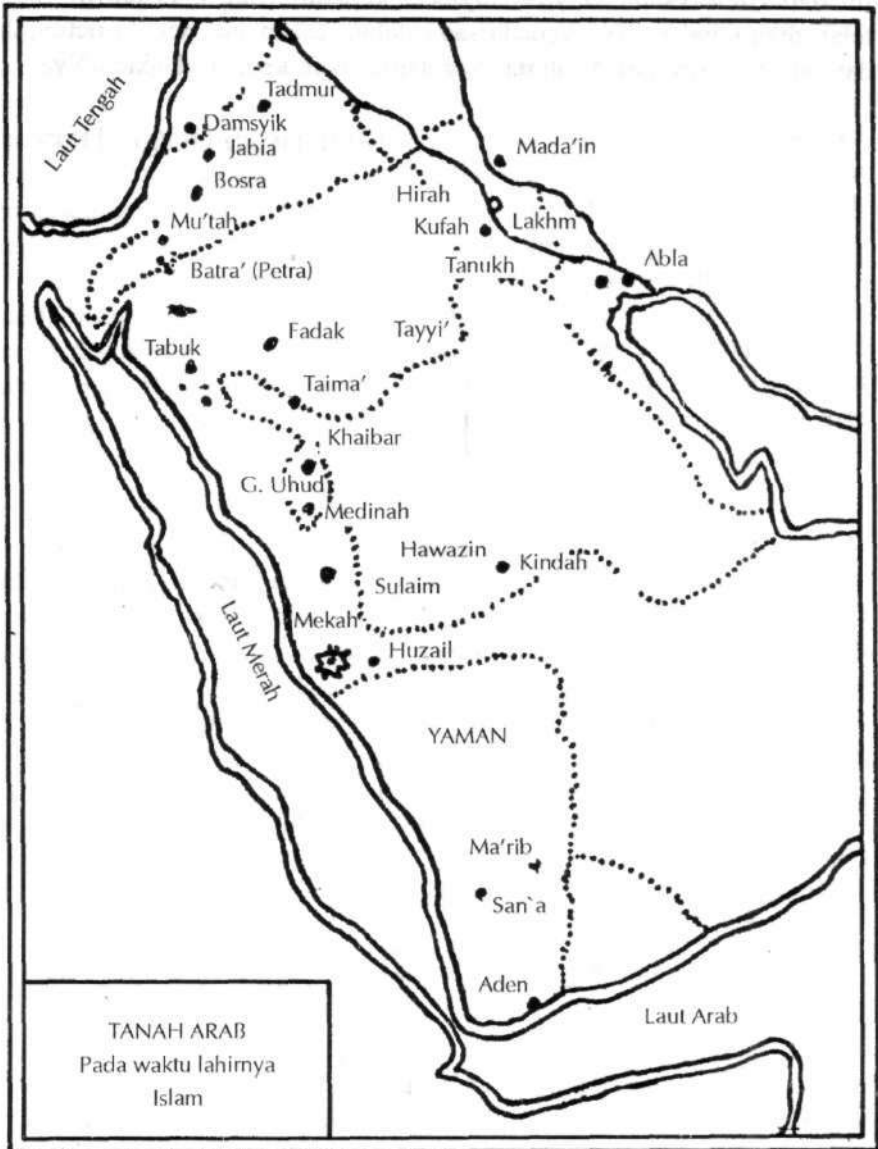 Laut Tengah
Tadmur
Damsyik
Jabia
Bosra
Mada'in
Hirah
Lakhm
Mu'tah
Kufah
Batra' (Petra)
Tanukh
Abla
Fadak
Tayyi'
Tabuk
Taima'
Khaibar
G. Uhud
Medinah
Hawazin
Kindah
Sulaim
Laut Merah
Mekah
Huzail
YAMAN
Ma'rib
San`a
Aden
Laut Arab
TANAH ARAB
Pada waktu lahirnya
Islam